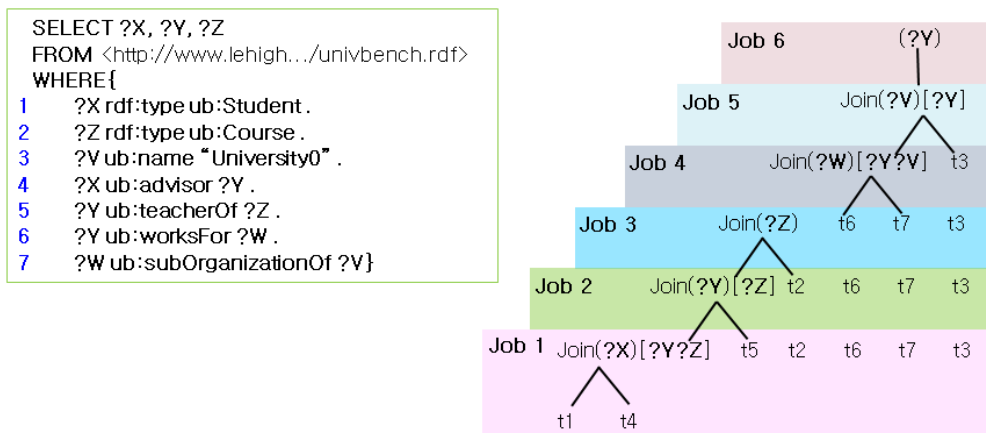 SELECT ?X, ?Y, ?Z
FROM <http://www.lehigh.../univbench.rdf>
WHERE{
1 ?X rdf:type ub:Student .
2 ?Z rdf:type ub:Course .
3 ?V ub:name “University0” .
4 ?X ub:advisor ?Y .
5 ?Y ub:teacherOf ?Z .
6 ?Y ub:worksFor ?W .
7 ?W ub:subOrganizationOf ?V}
Job 6 (?Y)
Job 5 Join(?V)[?Y]
Job 4 Join(?W)[?Y?V] t3
Job 3 Join(?Z) t6 t7 t3
Job 2 Join(?Y)[?Z] t2 t6 t7 t3
Job 1 Join(?X)[?Y?Z] t5 t2 t6 t7 t3
t1 t4